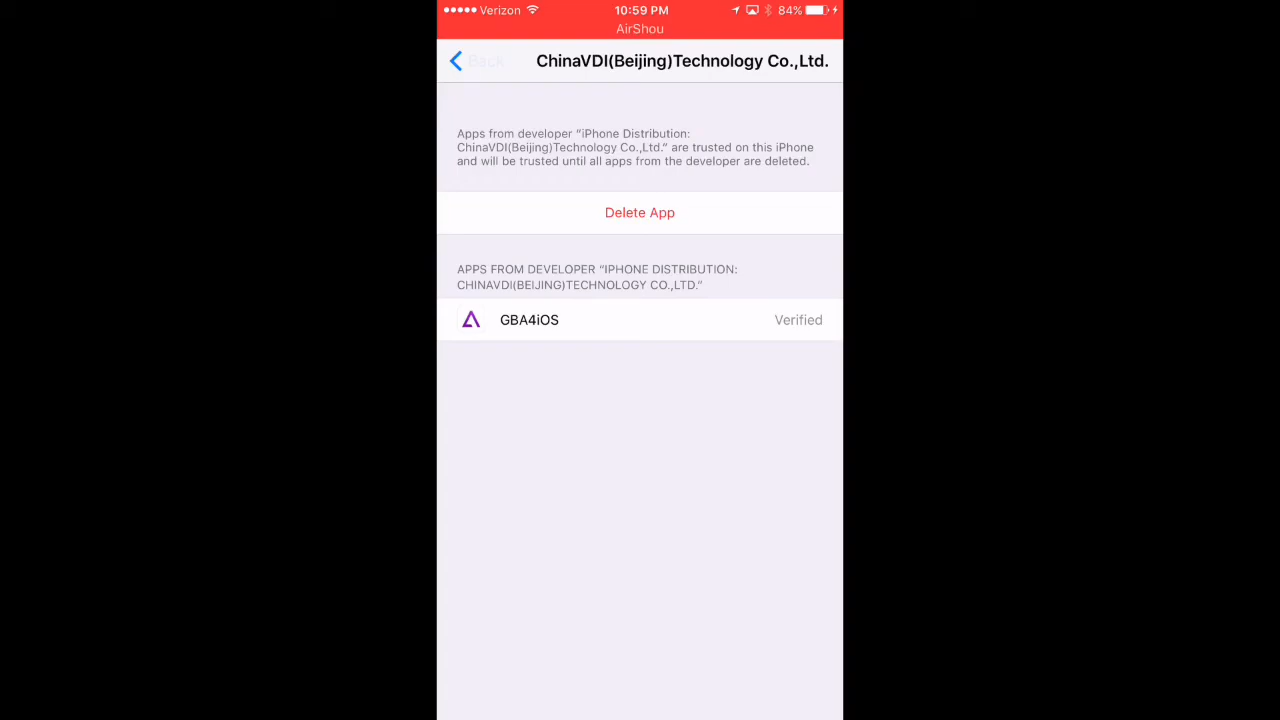 Verizon 10:59 PM 84%
AirShou
Back ChinaVDI(Beijing)Technology Co.,Ltd.
Apps from developer “iPhone Distribution:
ChinaVDI(Beijing)Technology Co.,Ltd.” are trusted on this iPhone
and will be trusted until all apps from the developer are deleted.
Delete App
APPS FROM DEVELOPER “IPHONE DISTRIBUTION:
CHINAVDI(BEIJING)TECHNOLOGY CO.,LTD.”
GBA4iOS Verified